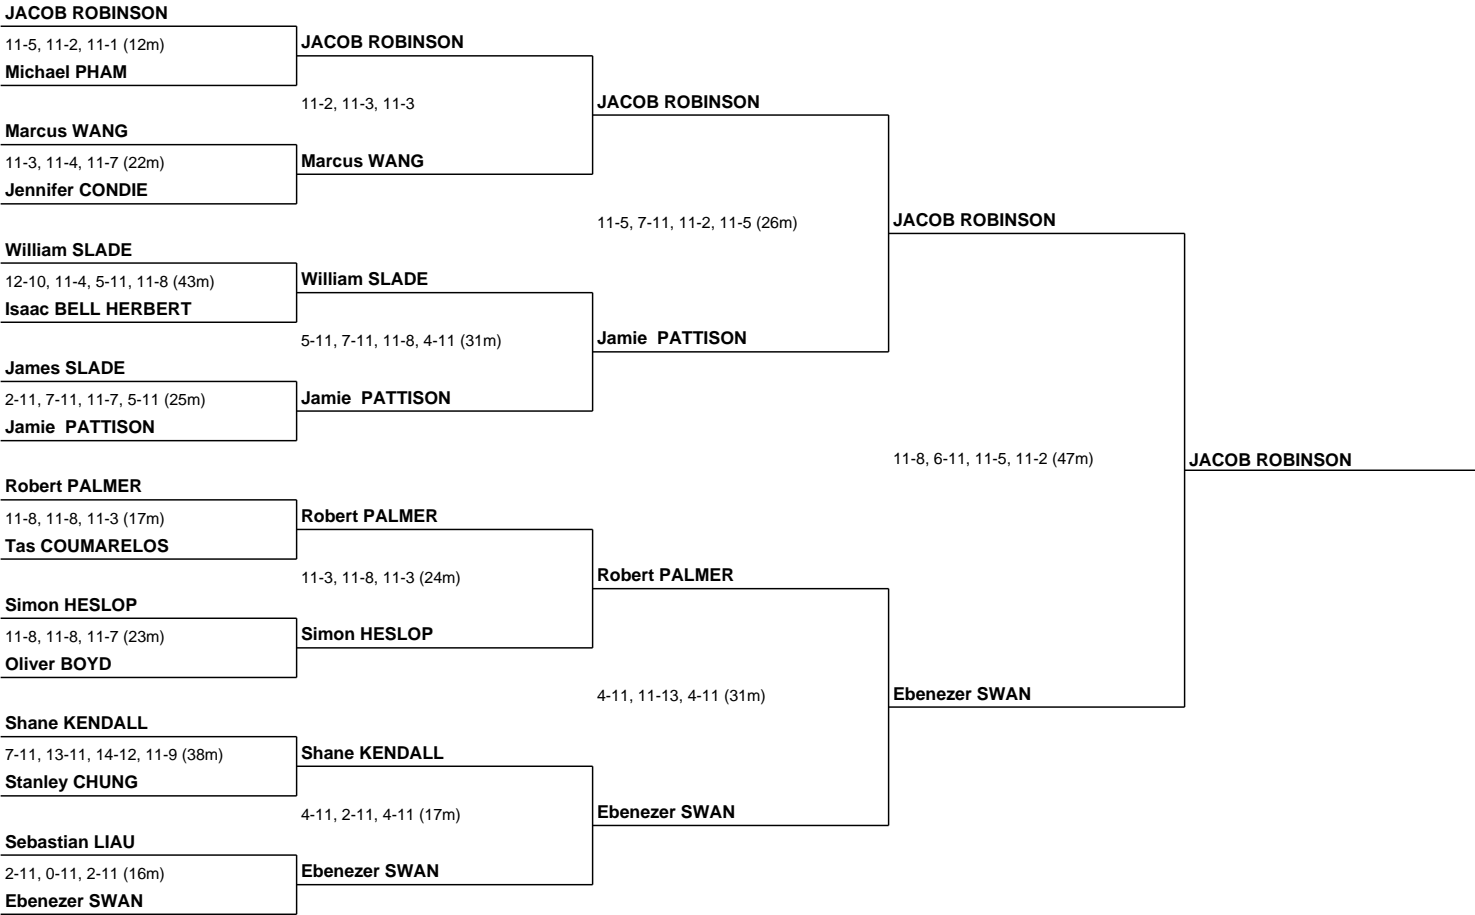 JACOB ROBINSON
11-5, 11-2, 11-1 (12m)
Michael PHAM
Marcus WANG
11-3, 11-4, 11-7 (22m)
Jennifer CONDIE
William SLADE
12-10, 11-4, 5-11, 11-8 (43m)
Isaac BELL HERBERT
James SLADE
2-11, 7-11, 11-7, 5-11 (25m)
Jamie  PATTISON
Robert PALMER
11-8, 11-8, 11-3 (17m)
Tas COUMARELOS
Simon HESLOP
11-8, 11-8, 11-7 (23m)
Oliver BOYD
Shane KENDALL
7-11, 13-11, 14-12, 11-9 (38m)
Stanley CHUNG
Sebastian LIAU
2-11, 0-11, 2-11 (16m)
Ebenezer SWAN
JACOB ROBINSON
11-2, 11-3, 11-3
Marcus WANG
William SLADE
5-11, 7-11, 11-8, 4-11 (31m)
Jamie  PATTISON
Robert PALMER
11-3, 11-8, 11-3 (24m)
Simon HESLOP
Shane KENDALL
4-11, 2-11, 4-11 (17m)
Ebenezer SWAN
JACOB ROBINSON
11-5, 7-11, 11-2, 11-5 (26m)
Jamie  PATTISON
Robert PALMER
4-11, 11-13, 4-11 (31m)
Ebenezer SWAN
JACOB ROBINSON
11-8, 6-11, 11-5, 11-2 (47m)
Ebenezer SWAN
JACOB ROBINSON